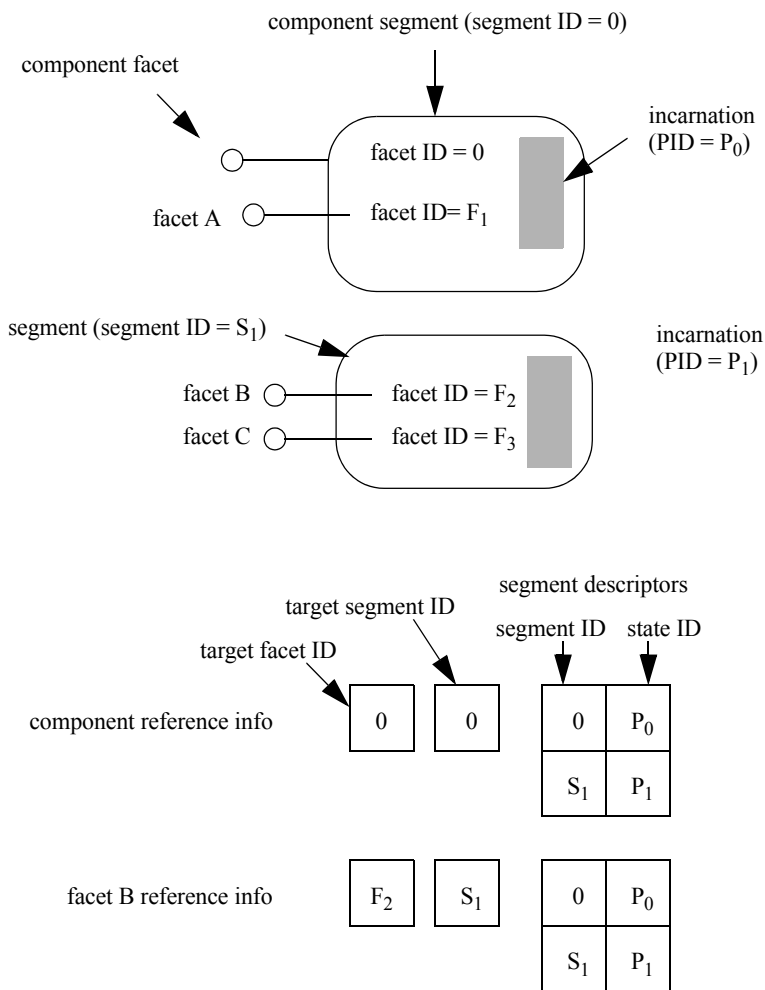 component segment (segment ID = 0)
component facet
incarnation
(PID = P₀)
facet ID = 0
facet A
facet ID= F₁
segment (segment ID = S₁)
incarnation
(PID = P₁)
facet B
facet ID = F₂
facet C
facet ID = F₃
segment descriptors
target segment ID
segment ID
state ID
target facet ID
component reference info
0
0
0
P₀
S₁
P₁
facet B reference info
F₂
S₁
0
P₀
S₁
P₁